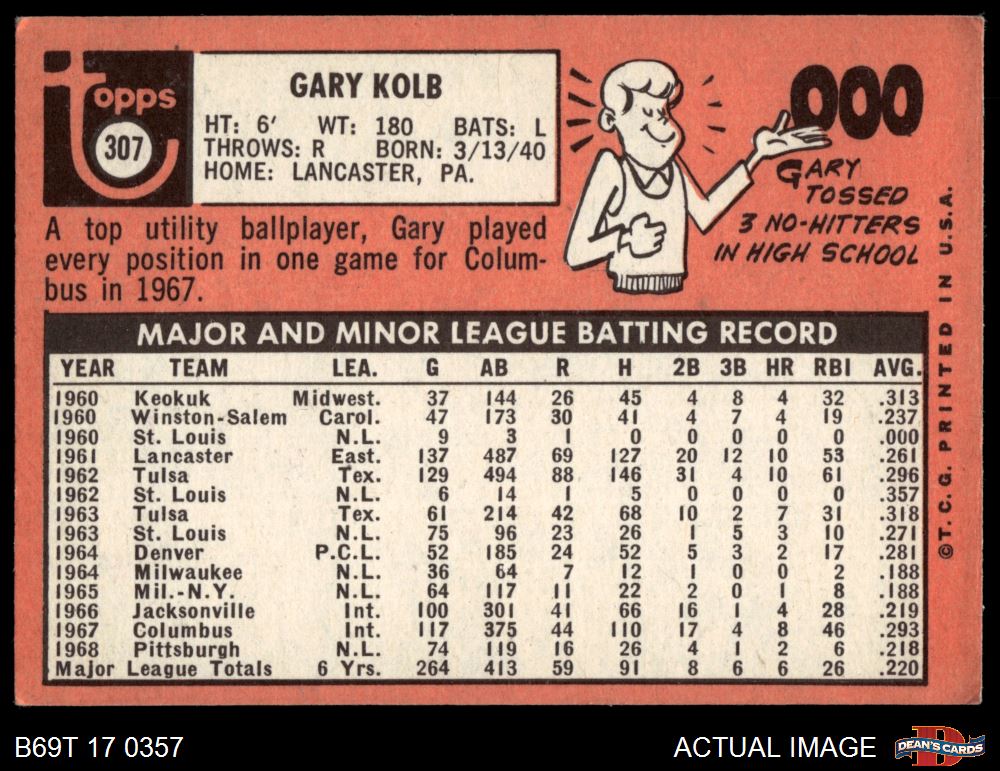 Topps
307
GARY KOLB
HT: 6' WT: 180 BATS: L
THROWS: R BORN: 3/13/40
HOME: LANCASTER, PA.
A top utility ballplayer, Gary played
every position in one game for Colum-
bus in 1967.
000
GARY
TOSSED
3 NO-HITTERS
IN HIGH SCHOOL
MAJOR AND MINOR LEAGUE BATTING RECORD
YEAR TEAM LEA. G AB R H 2B 3B HR RBI AVG.
1960 Keokuk Midwest. 37 144 26 45 4 8 4 32 .313
1960 Winston-Salem Carol. 47 173 30 41 4 7 4 19 .237
1960 St. Louis N.L. 9 3 1 0 0 0 0 0 .000
1961 Lancaster East. 137 487 69 127 20 12 10 53 .261
1962 Tulsa Tex. 129 494 88 146 31 4 10 61 .296
1962 St. Louis N.L. 6 14 1 5 0 0 0 0 .357
1963 Tulsa Tex. 61 214 42 68 10 2 7 31 .318
1963 St. Louis N.L. 75 96 23 26 1 5 3 10 .271
1964 Denver P.C.L. 52 185 24 52 5 3 2 17 .281
1964 Milwaukee N.L. 36 64 7 12 1 0 0 2 .188
1965 Mil.-N.Y. N.L. 64 117 11 22 2 0 1 8 .188
1966 Jacksonville Int. 100 301 41 66 16 1 4 28 .219
1967 Columbus Int. 117 375 44 110 17 4 8 46 .293
1968 Pittsburgh N.L. 74 119 16 26 4 1 2 6 .218
Major League Totals 6 Yrs. 264 413 59 91 8 6 6 26 .220
©T.C.G. PRINTED IN U.S.A.
B69T 17 0357
ACTUAL IMAGE
DEAN'S CARDS